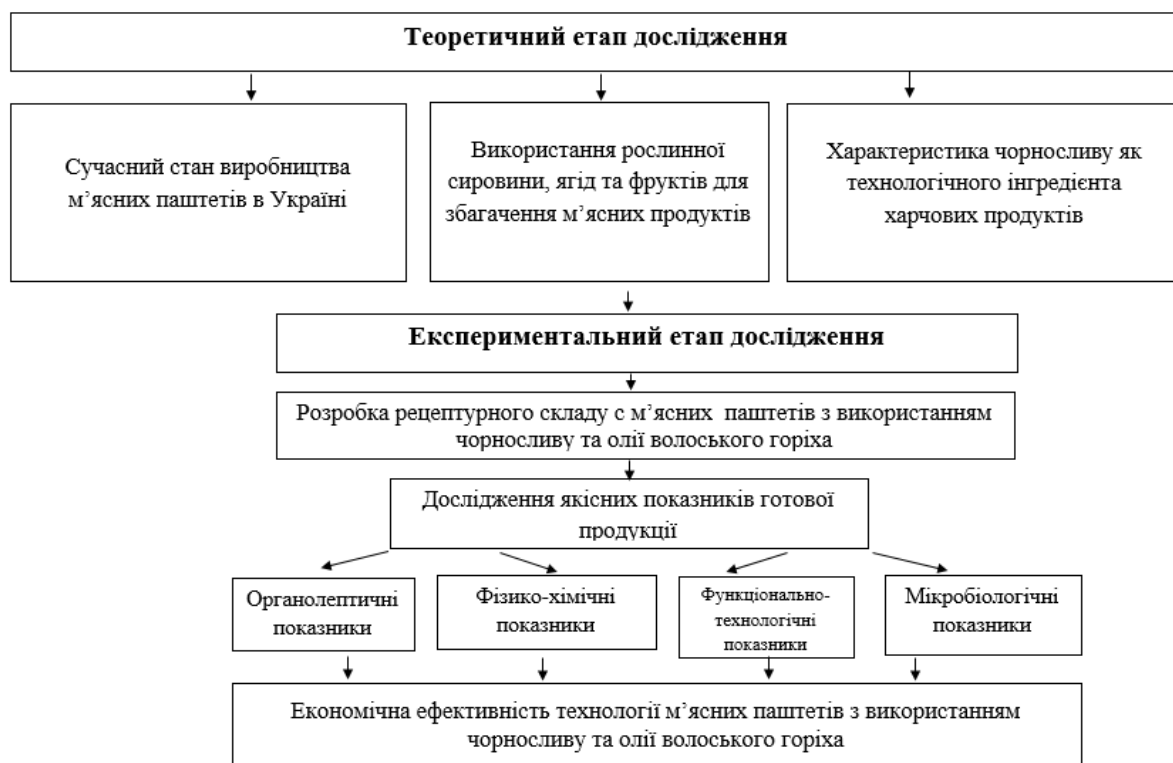 Теоретичний етап дослідження
Сучасний стан виробництва
м’ясних паштетів в Україні
Використання рослинної
сировини, ягід та фруктів для
збагачення м’ясних продуктів
Характеристика чорносливу як
технологічного інгредієнта
харчових продуктів
Експериментальний етап дослідження
Розробка рецептурного складу с м’ясних паштетів з використанням
чорносливу та олії волоського горіха
Дослідження якісних показників готової
продукції
Органолептичні
показники
Фізико-хімічні
показники
Функціонально-
технологічні
показники
Мікробіологічні
показники
Економічна ефективність технології м’ясних паштетів з використанням
чорносливу та олії волоського горіха